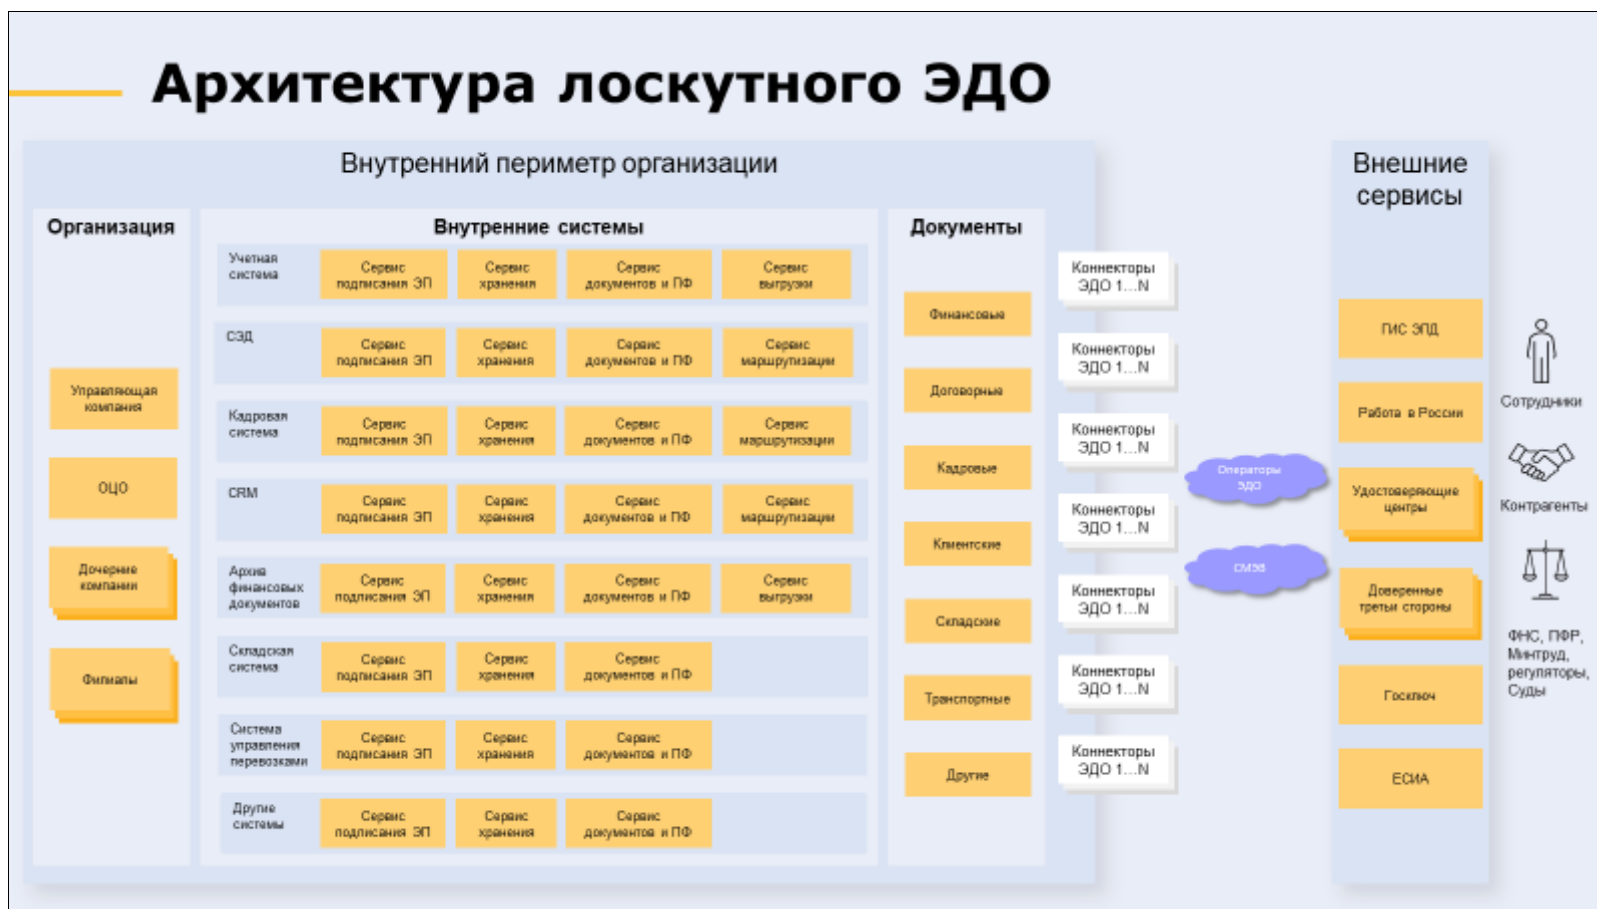 Архитектура лоскутного ЭДО
Внутренний периметр организации
Организация
Управляющая
компания
ОЦО
Дочерние
компании
Филиалы
Внутренние системы
Учетная
система
Сервис
подписания ЭП
Сервис
хранения
Сервис
документов и ПФ
Сервис
выгрузки
СЭД
Сервис
подписания ЭП
Сервис
хранения
Сервис
документов и ПФ
Сервис
маршрутизации
Кадровая
система
Сервис
подписания ЭП
Сервис
хранения
Сервис
документов и ПФ
Сервис
маршрутизации
CRM
Сервис
подписания ЭП
Сервис
хранения
Сервис
документов и ПФ
Сервис
маршрутизации
Архив
финансовых
документов
Сервис
подписания ЭП
Сервис
хранения
Сервис
документов и ПФ
Сервис
выгрузки
Складская
система
Сервис
подписания ЭП
Сервис
хранения
Сервис
документов и ПФ
Система
управления
перевозками
Сервис
подписания ЭП
Сервис
хранения
Сервис
документов и ПФ
Другие
системы
Сервис
подписания ЭП
Сервис
хранения
Сервис
документов и ПФ
Документы
Финансовые
Договорные
Кадровые
Клиентские
Складские
Транспортные
Другие
Коннекторы
ЭДО 1...N
Коннекторы
ЭДО 1...N
Коннекторы
ЭДО 1...N
Коннекторы
ЭДО 1...N
Коннекторы
ЭДО 1...N
Коннекторы
ЭДО 1...N
Коннекторы
ЭДО 1...N
Операторы
ЭДО
СМЭВ
Внешние
сервисы
ГИС ЭПД
Работа в России
Удостоверяющие
центры
Доверенные
третьи стороны
Госключ
ЕСИА
Сотрудники
Контрагенты
ФНС, ПФР,
Минтруд,
регуляторы,
Суды